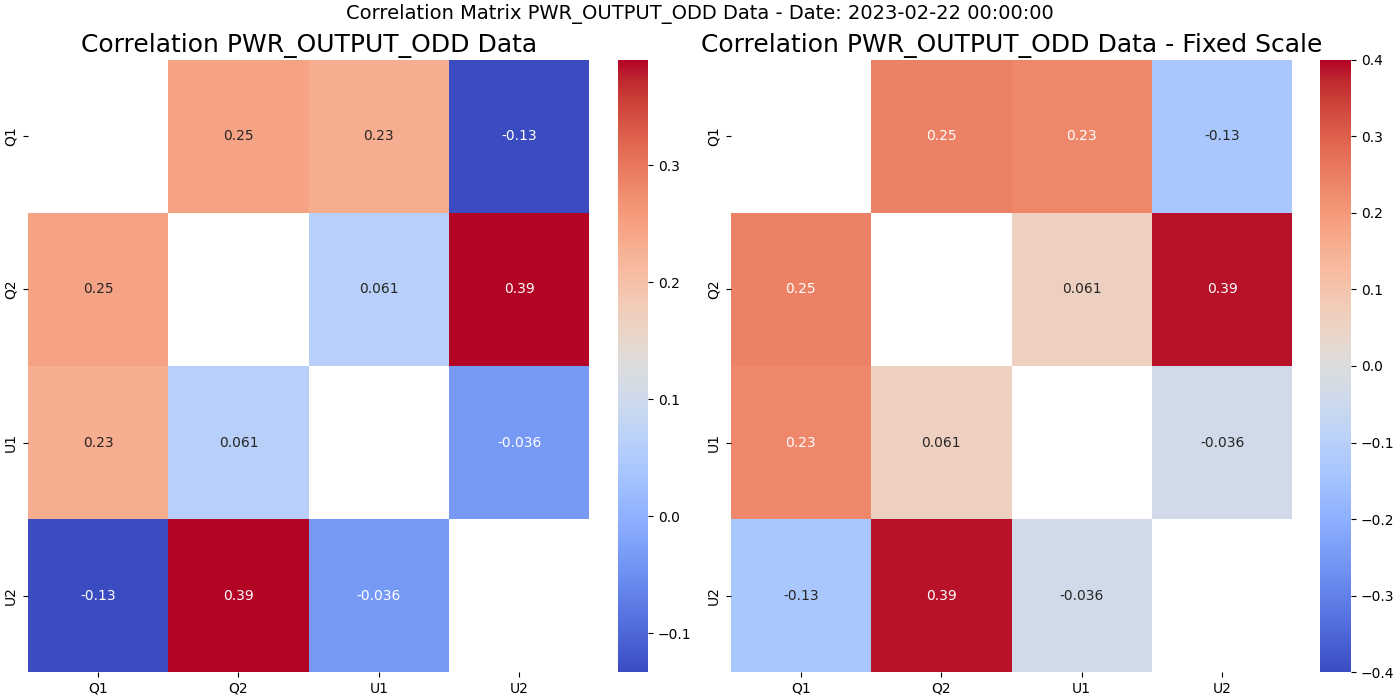 Correlation Matrix PWR_OUTPUT_ODD Data - Date: 2023-02-22 00:00:00
Correlation PWR_OUTPUT_ODD Data
Q1 0.25 0.23 -0.13
Q2 0.25 0.061 0.39
U1 0.23 0.061 -0.036
U2 -0.13 0.39 -0.036
Q1 Q2 U1 U2
0.3
0.2
0.1
0.0
−0.1
Correlation PWR_OUTPUT_ODD Data - Fixed Scale
Q1 0.25 0.23 -0.13
Q2 0.25 0.061 0.39
U1 0.23 0.061 -0.036
U2 -0.13 0.39 -0.036
Q1 Q2 U1 U2
0.4
0.3
0.2
0.1
0.0
−0.1
−0.2
−0.3
−0.4